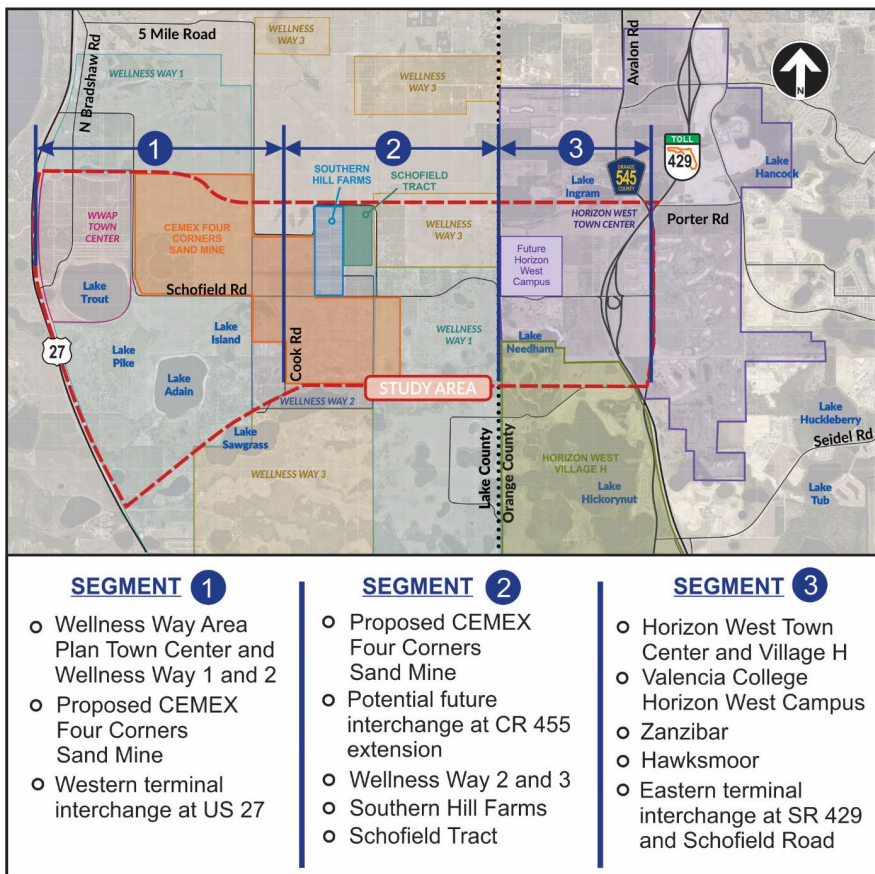 5 Mile Road
N Bradshaw Rd
WELLNESS WAY 1
WELLNESS
WAY 3
WELLNESS
WAY 3
Avalon Rd
N
1
2
3
TOLL
429
ORANGE
545
COUNTY
Lake
Hancock
SOUTHERN
HILL FARMS
SCHOFIELD
TRACT
Lake
Ingram
WWAP
TOWN
CENTER
CEMEX FOUR
CORNERS
SAND MINE
WELLNESS
WAY 3
HORIZON WEST
TOWN CENTER
Porter Rd
Future
Horizon
West
Campus
Lake
Trout
Schofield Rd
27
Lake
Pike
Lake
Island
Lake
Adain
Cook Rd
WELLNESS
WAY 1
Lake
Needham
STUDY AREA
WELLNESS WAY 2
Lake
Sawgrass
WELLNESS WAY 3
Lake County
Orange County
HORIZON WEST
VILLAGE H
Lake
Hickorynut
Lake
Huckleberry
Seidel Rd
Lake
Tub
SEGMENT 1
Wellness Way Area
Plan Town Center and
Wellness Way 1 and 2
Proposed CEMEX
Four Corners
Sand Mine
Western terminal
interchange at US 27
SEGMENT 2
Proposed CEMEX
Four Corners
Sand Mine
Potential future
interchange at CR 455
extension
Wellness Way 2 and 3
Southern Hill Farms
Schofield Tract
SEGMENT 3
Horizon West Town
Center and Village H
Valencia College
Horizon West Campus
Zanzibar
Hawksmoor
Eastern terminal
interchange at SR 429
and Schofield Road